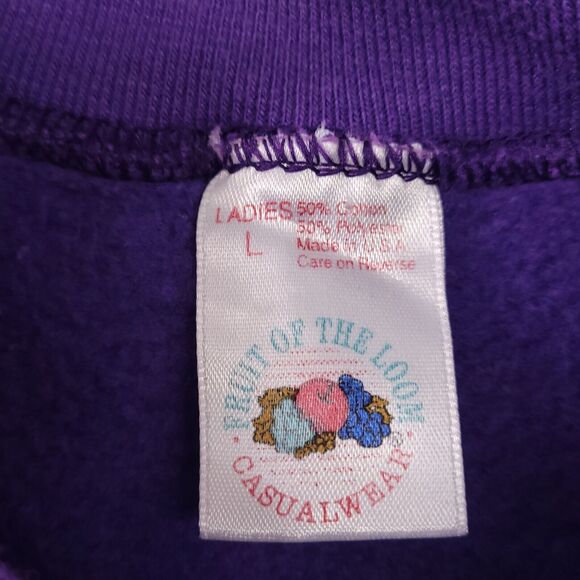 LADIES 50% Cotton
50% Polyester
L Made in U.S.A
Care on Reverse
FRUIT OF THE LOOM
®
· CASUALWEAR ·